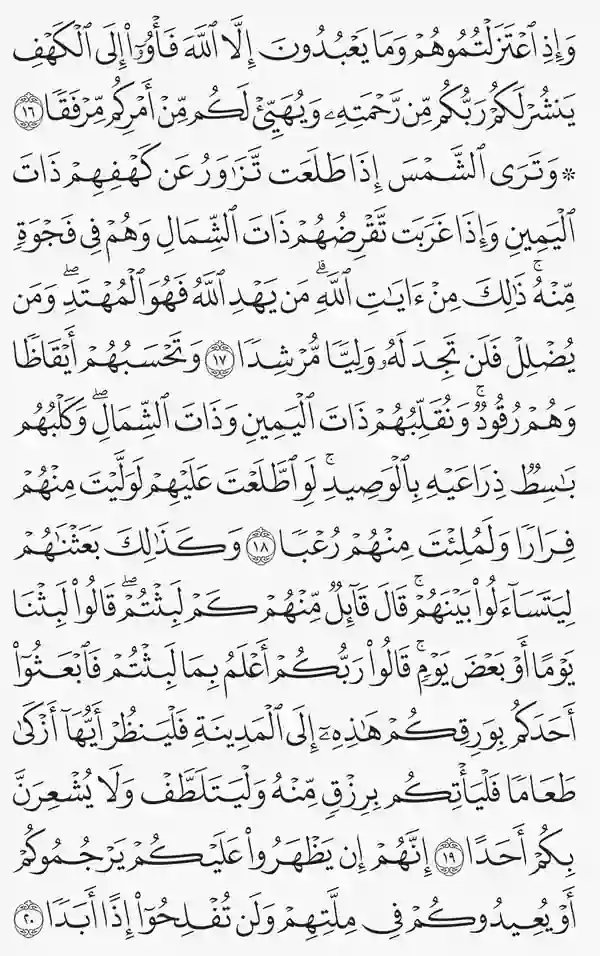 وَإِذِ ٱعۡتَزَلۡتُمُوهُمۡ وَمَا يَعۡبُدُونَ إِلَّا ٱللَّهَ فَأۡوُۥٓاْ إِلَى ٱلۡكَهۡفِ
يَنشُرۡ لَكُمۡ رَبُّكُم مِّن رَّحۡمَتِهِۦ وَيُهَيِّئۡ لَكُم مِّنۡ أَمۡرِكُم مِّرۡفَقٗا ١٦
۞ وَتَرَى ٱلشَّمۡسَ إِذَا طَلَعَت تَّزَٰوَرُ عَن كَهۡفِهِمۡ ذَاتَ
ٱلۡيَمِينِ وَإِذَا غَرَبَت تَّقۡرِضُهُمۡ ذَاتَ ٱلشِّمَالِ وَهُمۡ فِي فَجۡوَةٖ
مِّنۡهُۚ ذَٰلِكَ مِنۡ ءَايَٰتِ ٱللَّهِۗ مَن يَهۡدِ ٱللَّهُ فَهُوَ ٱلۡمُهۡتَدِۖ وَمَن
يُضۡلِلۡ فَلَن تَجِدَ لَهُۥ وَلِيّٗا مُّرۡشِدٗا ١٧ وَتَحۡسَبُهُمۡ أَيۡقَاظٗا
وَهُمۡ رُقُودٞۚ وَنُقَلِّبُهُمۡ ذَاتَ ٱلۡيَمِينِ وَذَاتَ ٱلشِّمَالِۖ وَكَلۡبُهُم
بَٰسِطٞ ذِرَاعَيۡهِ بِٱلۡوَصِيدِۚ لَوِ ٱطَّلَعۡتَ عَلَيۡهِمۡ لَوَلَّيۡتَ مِنۡهُمۡ
فِرَارٗا وَلَمُلِئۡتَ مِنۡهُمۡ رُعۡبٗا ١٨ وَكَذَٰلِكَ بَعَثۡنَٰهُمۡ
لِيَتَسَآءَلُواْ بَيۡنَهُمۡۚ قَالَ قَآئِلٞ مِّنۡهُمۡ كَمۡ لَبِثۡتُمۡۖ قَالُواْ لَبِثۡنَا
يَوۡمًا أَوۡ بَعۡضَ يَوۡمٖۚ قَالُواْ رَبُّكُمۡ أَعۡلَمُ بِمَا لَبِثۡتُمۡ فَٱبۡعَثُوٓاْ
أَحَدَكُم بِوَرِقِكُمۡ هَٰذِهِۦٓ إِلَى ٱلۡمَدِينَةِ فَلۡيَنظُرۡ أَيُّهَآ أَزۡكَىٰ
طَعَامٗا فَلۡيَأۡتِكُم بِرِزۡقٖ مِّنۡهُ وَلۡيَتَلَطَّفۡ وَلَا يُشۡعِرَنَّ
بِكُمۡ أَحَدًا ١٩ إِنَّهُمۡ إِن يَظۡهَرُواْ عَلَيۡكُمۡ يَرۡجُمُوكُمۡ
أَوۡ يُعِيدُوكُمۡ فِي مِلَّتِهِمۡ وَلَن تُفۡلِحُوٓاْ إِذًا أَبَدٗا ٢٠